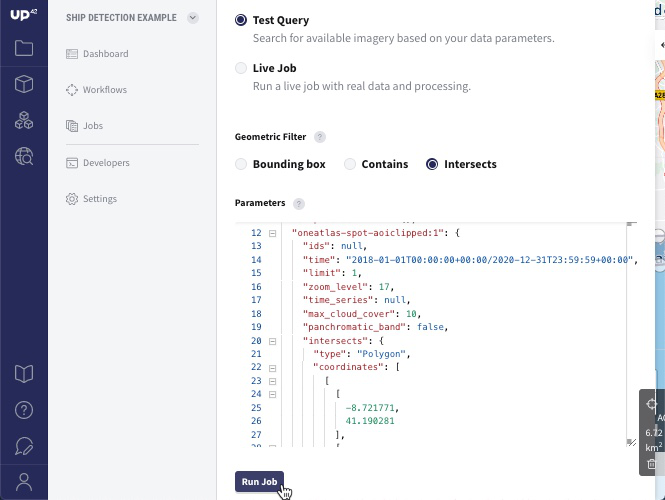 up42
SHIP DETECTION EXAMPLE
Dashboard
Workflows
Jobs
Developers
Settings
Test Query
Search for available imagery based on your data parameters.
Live Job
Run a live job with real data and processing.
Geometric Filter ?
Bounding box Contains Intersects
Parameters ?
12 "oneatlas-spot-aoiclipped:1": {
13 "ids": null,
14 "time": "2018-01-01T00:00:00+00:00/2020-12-31T23:59:59+00:00",
15 "limit": 1,
16 "zoom_level": 17,
17 "time_series": null,
18 "max_cloud_cover": 10,
19 "panchromatic_band": false,
20 "intersects": {
21 "type": "Polygon",
22 "coordinates": [
23 [
24 [
25 -8.721771,
26 41.190281
27 ],
Run Job
A28
6.72
km²